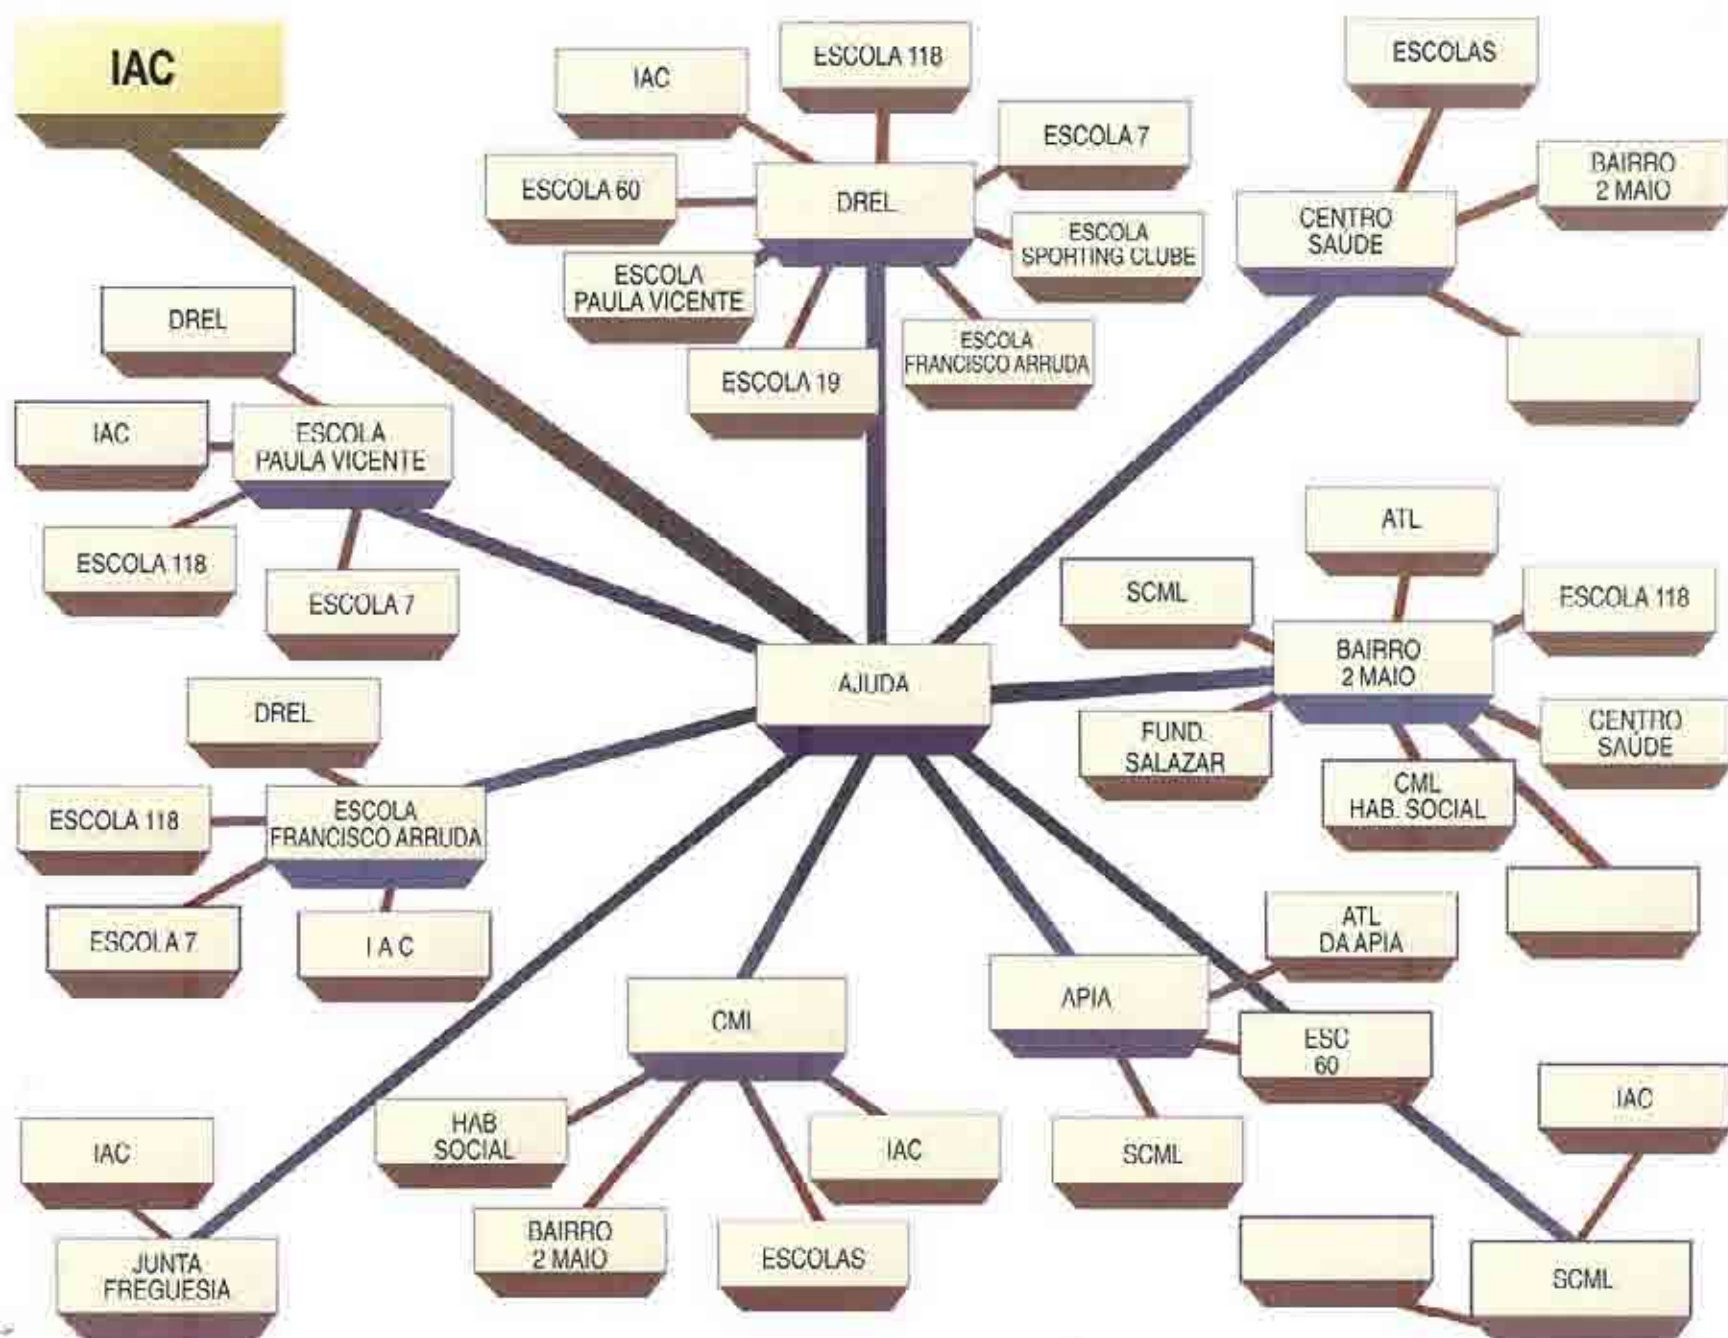 IAC
IAC
ESCOLA 118
ESCOLA 7
ESCOLA 60
DREL
ESCOLA
SPORTING CLUBE
ESCOLA
PAULA VICENTE
ESCOLA 19
ESCOLA
FRANCISCO ARRUDA
ESCOLAS
BAIRRO
2 MAIO
CENTRO
SAÚDE
DREL
IAC
ESCOLA
PAULA VICENTE
ESCOLA 118
ESCOLA 7
AJUDA
ATL
SCML
ESCOLA 118
BAIRRO
2 MAIO
FUND.
SALAZAR
CENTRO
SAÚDE
CML
HAB. SOCIAL
DREL
ESCOLA 118
ESCOLA
FRANCISCO ARRUDA
ESCOLA 7
I A C
CML
HAB
SOCIAL
IAC
BAIRRO
2 MAIO
ESCOLAS
ATL
DA APIA
APIA
ESC
60
SCML
IAC
SCML
IAC
JUNTA
FREGUESIA